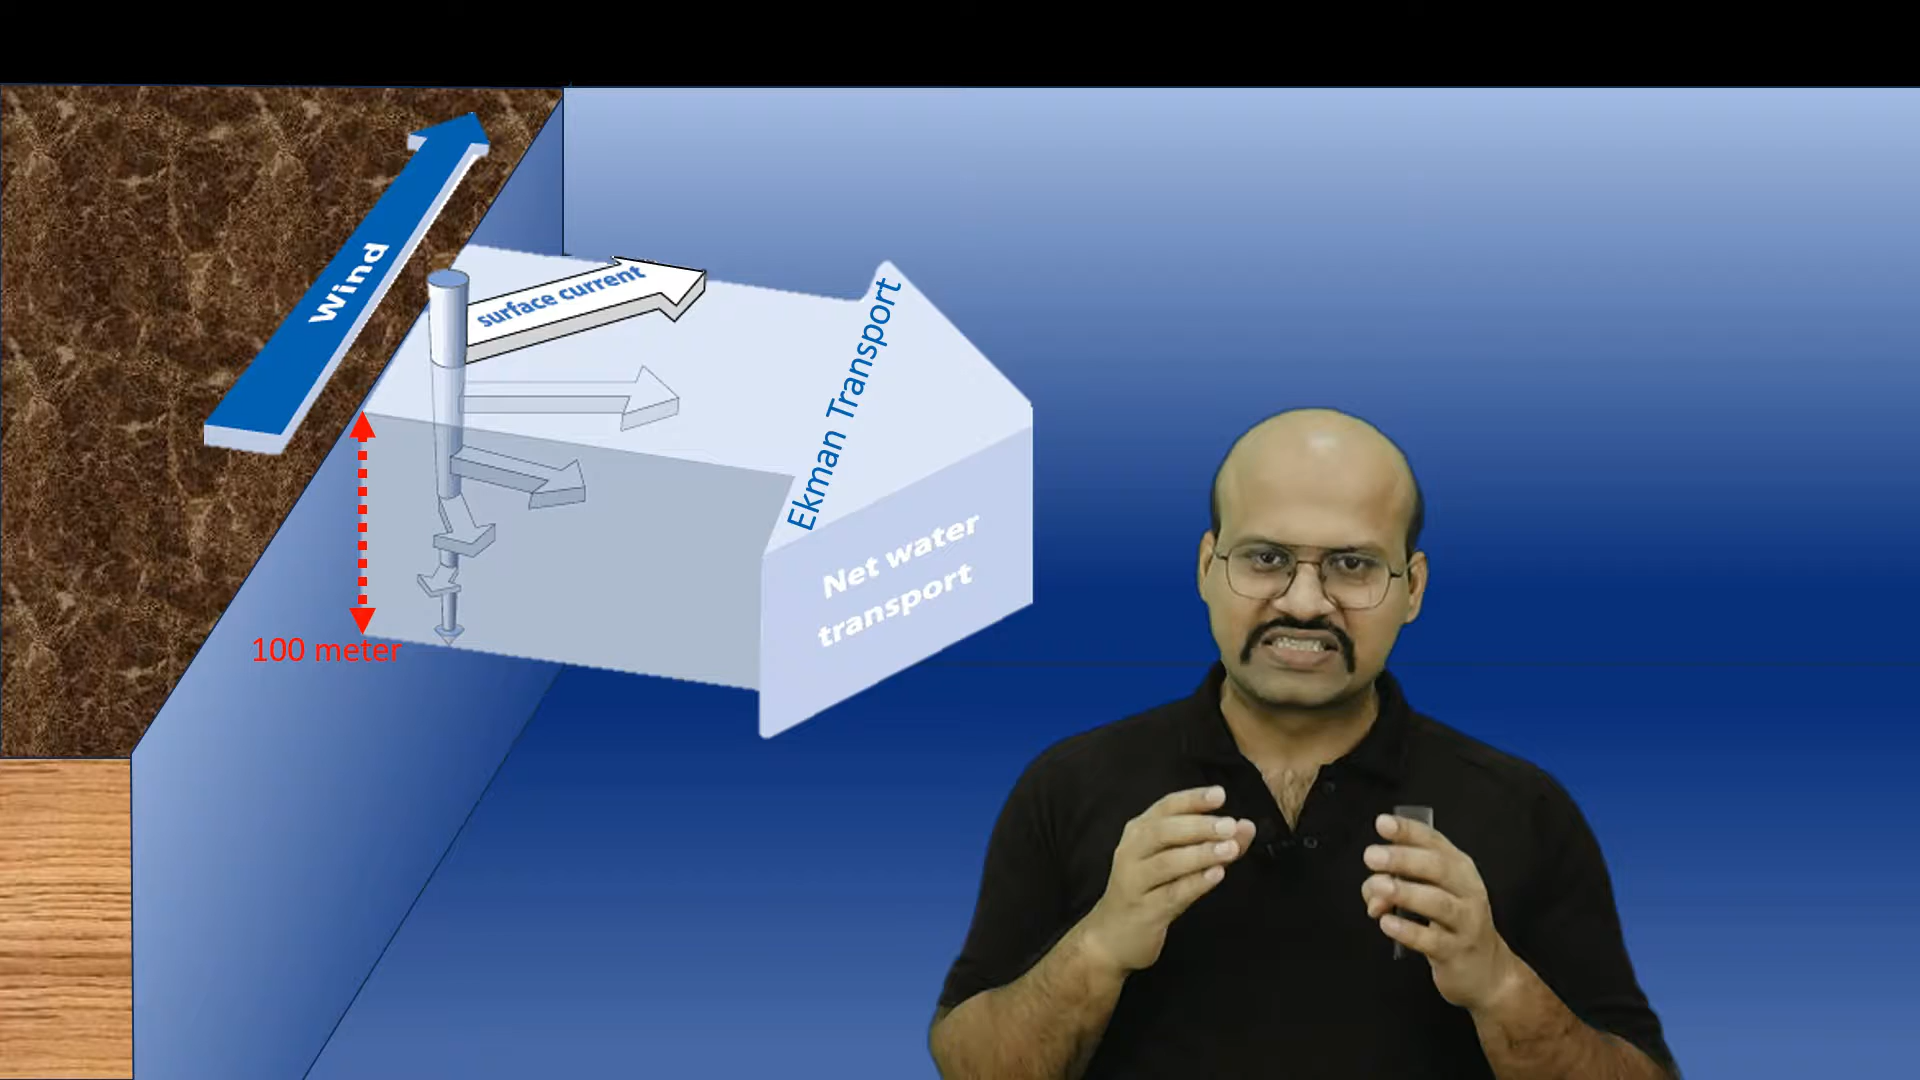 Wind
surface current
Ekman Transport
Net water
transport
100 meter